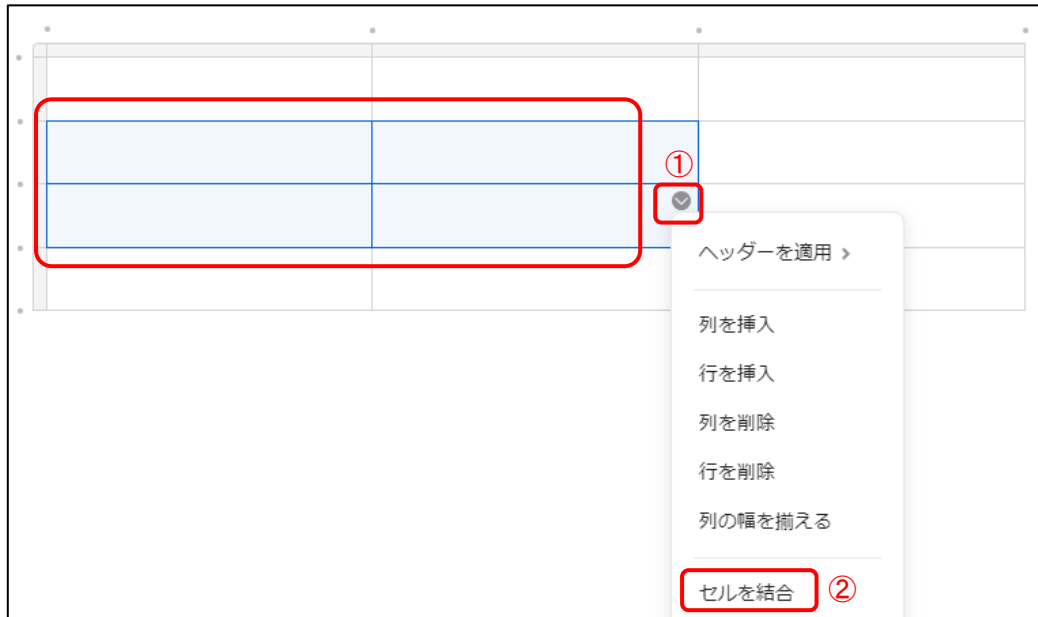 ①
ヘッダーを適用 >
列を挿入
行を挿入
列を削除
行を削除
列の幅を揃える
セルを結合 ②